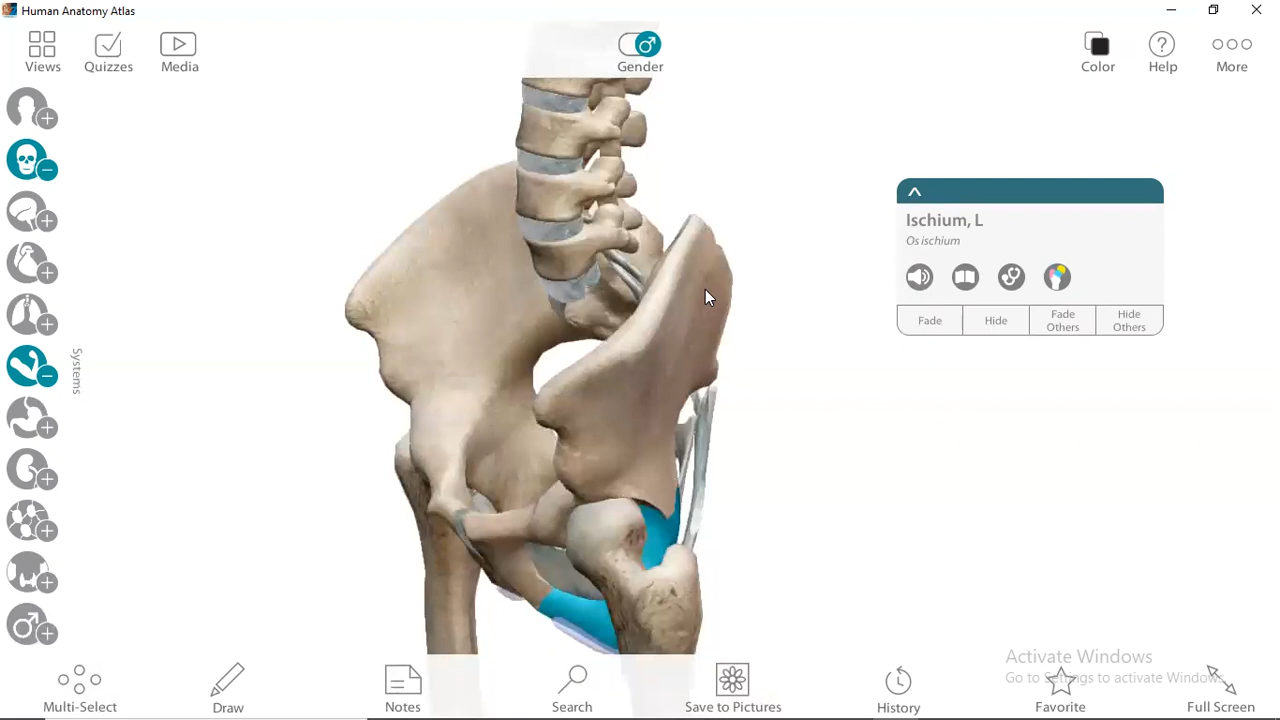 Human Anatomy Atlas
Views
Quizzes
Media
Gender
Color
Help
More
Systems
Ischium, L
Os ischium
Fade
Hide
Fade
Others
Hide
Others
Activate Windows
Go to Settings to activate Windows.
Multi-Select
Draw
Notes
Search
Save to Pictures
History
Favorite
Full Screen